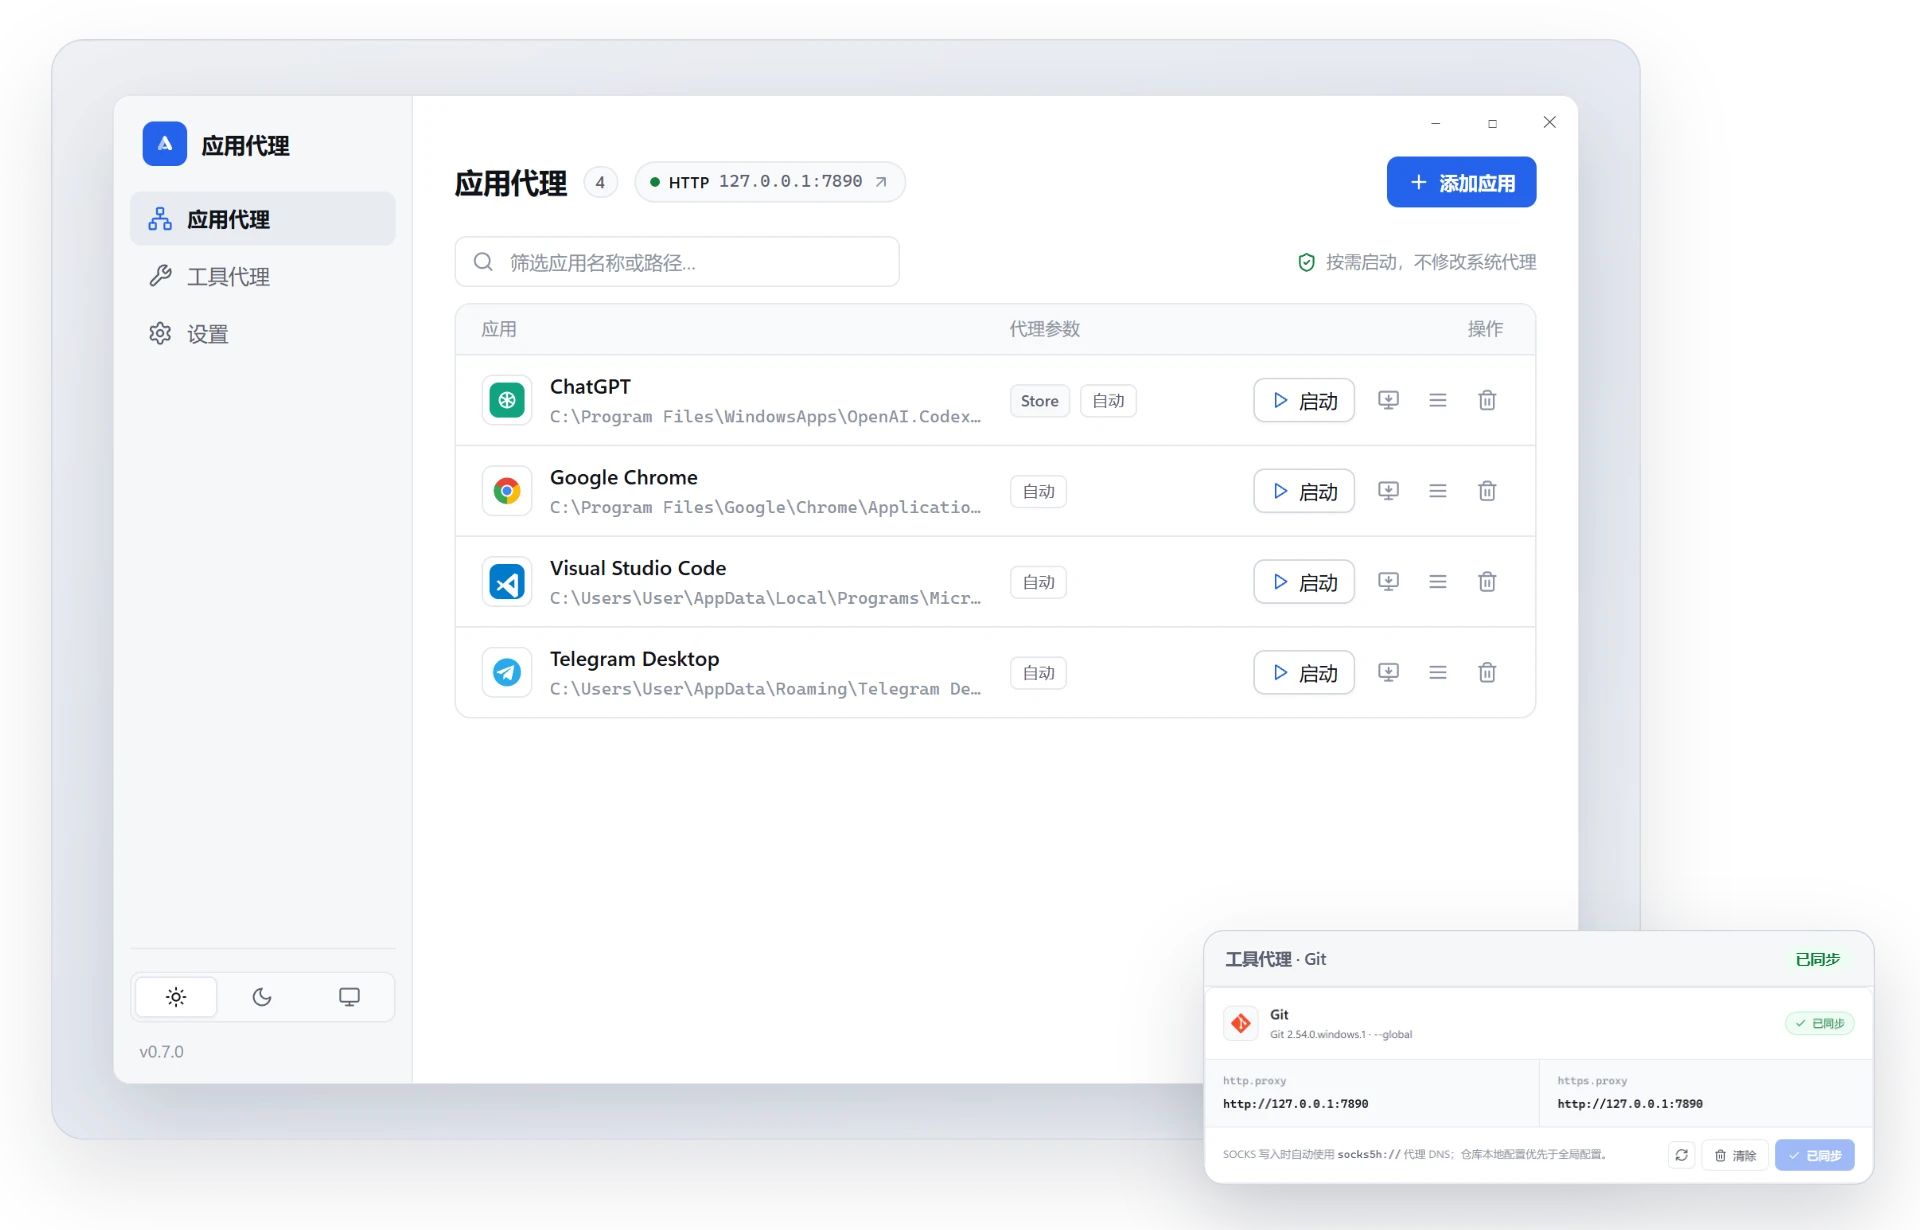 应用代理
应用代理
工具代理
设置
v0.7.0
应用代理 4 HTTP 127.0.0.1:7890
添加应用
筛选应用名称或路径...
按需启动，不修改系统代理
应用 代理参数 操作
ChatGPT
C:\Program Files\WindowsApps\OpenAI.Codex…
Store 自动 启动
Google Chrome
C:\Program Files\Google\Chrome\Applicatio…
自动 启动
Visual Studio Code
C:\Users\User\AppData\Local\Programs\Micr…
自动 启动
Telegram Desktop
C:\Users\User\AppData\Roaming\Telegram De…
自动 启动
工具代理 · Git 已同步
Git
Git 2.54.0.windows.1 · --global
已同步
http.proxy
http://127.0.0.1:7890
https.proxy
http://127.0.0.1:7890
SOCKS 写入时自动使用 socks5h:// 代理 DNS；仓库本地配置优先于全局配置。
清除 已同步